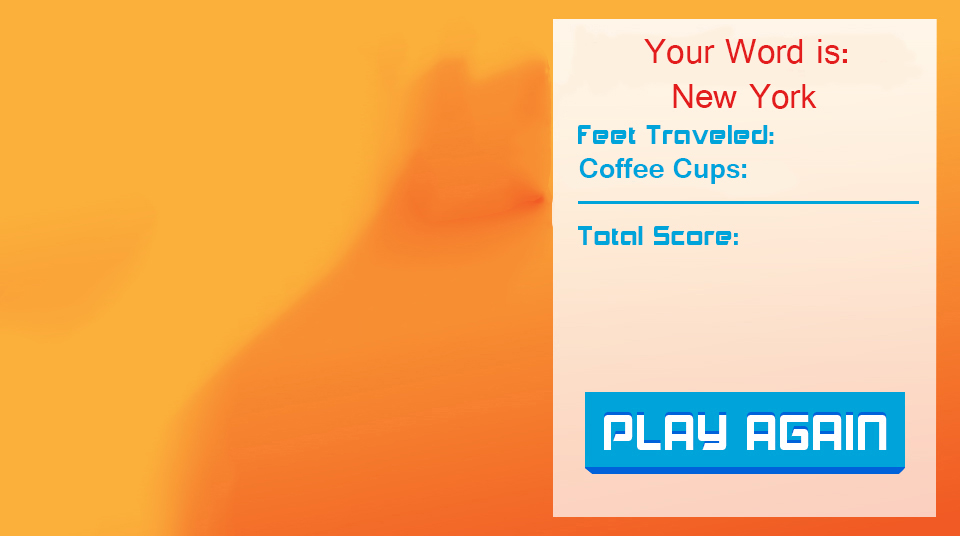 Your Word is:
New York
Feet Traveled:
Coffee Cups:
Total Score:
PLAY AGAIN